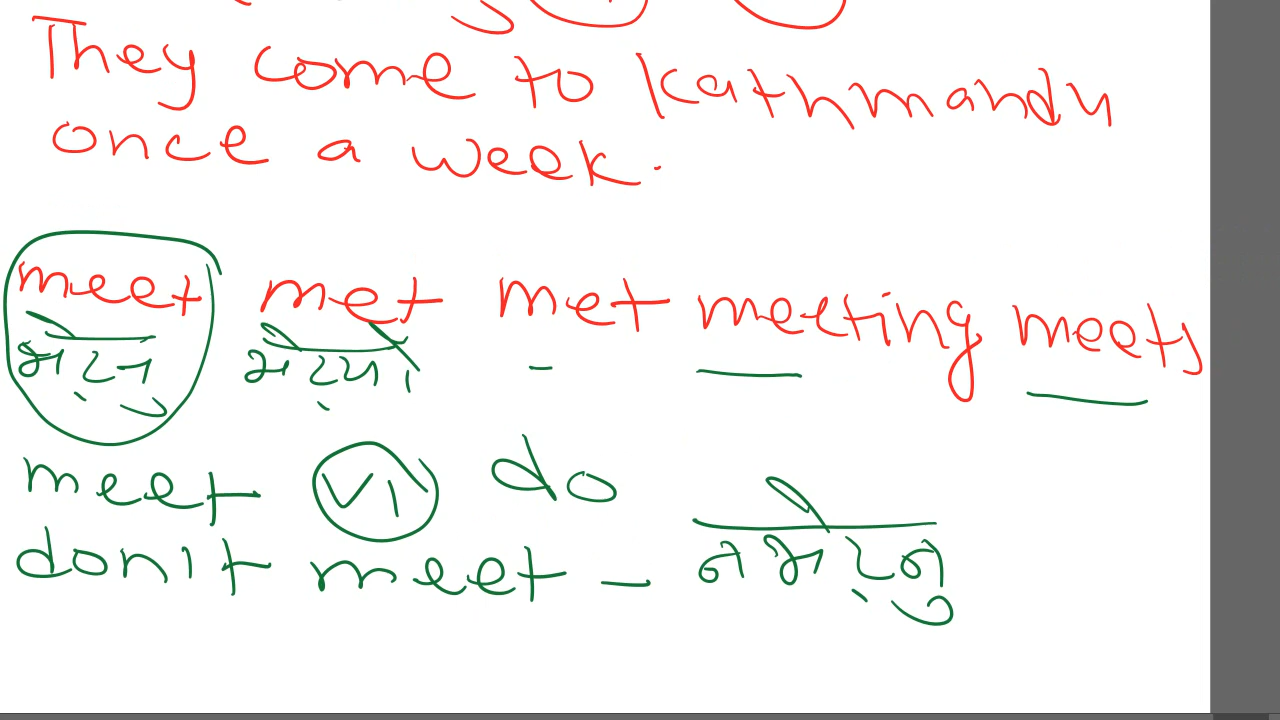 They come to Kathmandu
once a week.
meet met met meeting meets
भेट्नु भेट्यो -
meet V1 do
don't meet - नभेट्नु